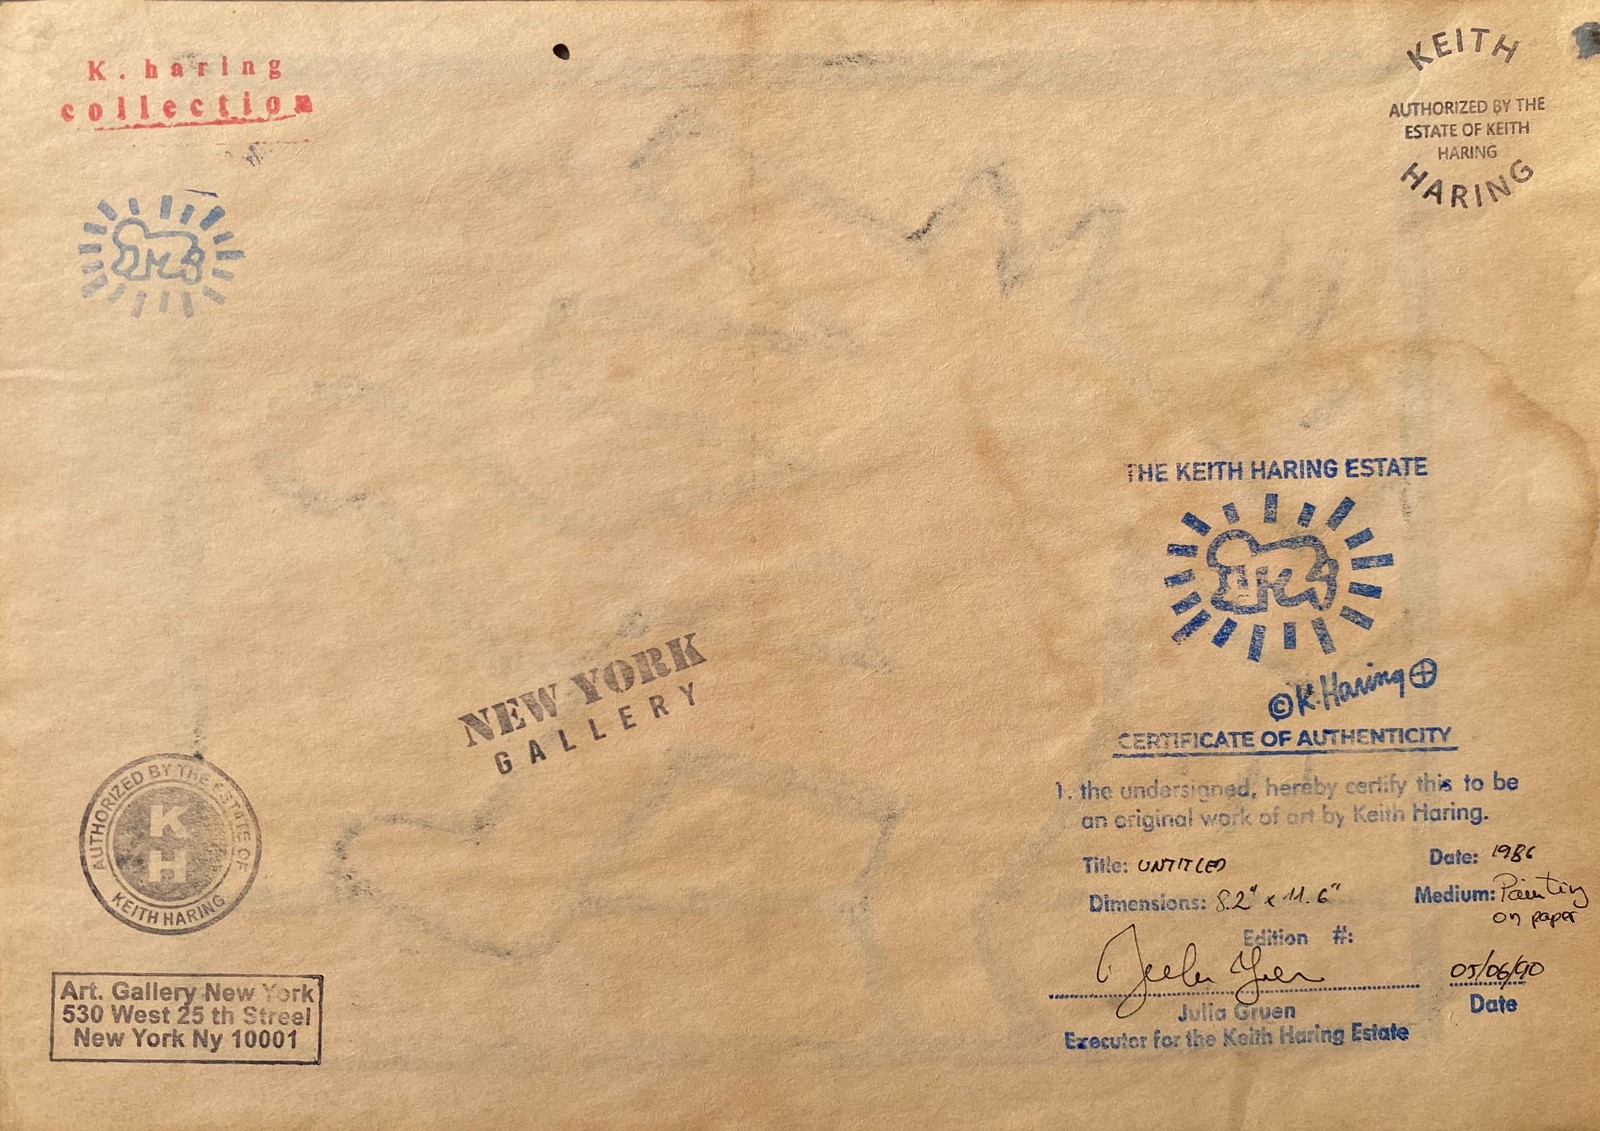 K. haring
collection
KEITH
AUTHORIZED BY THE
ESTATE OF KEITH
HARING
HARING
THE KEITH HARING ESTATE
©K.Haring
CERTIFICATE OF AUTHENTICITY
1. the undersigned, hereby certify this to be
an original work of art by Keith Haring.
Title: UNTITLED
Date: 1986
Dimensions: 8.2" x 11.6"
Medium: Painting
on paper
Edition #:
05/06/90
Julia Gruen
Date
Executor for the Keith Haring Estate
NEW YORK
GALLERY
AUTHORIZED BY THE ESTATE OF
KH
KEITH HARING
Art. Gallery New York
530 West 25 th Street
New York Ny 10001